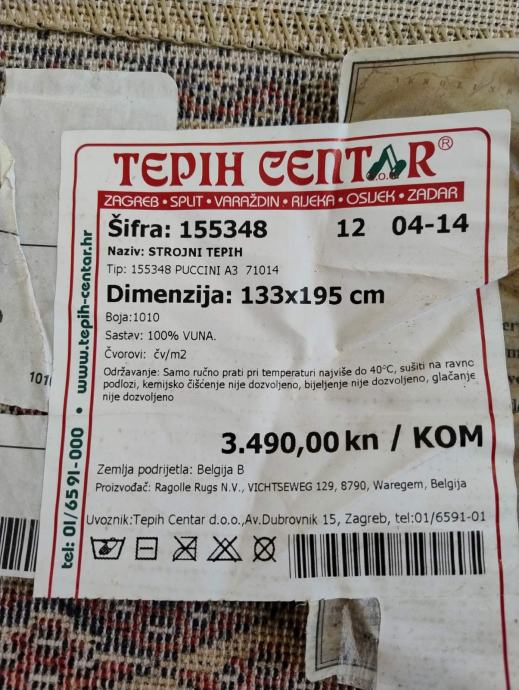 TEPIH CENTAR®
d.o.o.
ZAGREB • SPLIT • VARAŽDIN • RIJEKA • OSIJEK • ZADAR
Šifra: 155348 12 04-14
Naziv: STROJNI TEPIH
Tip: 155348 PUCCINI A3 71014
Dimenzija: 133x195 cm
Boja:1010
Sastav: 100% VUNA.
Čvorovi: čv/m2
Održavanje: Samo ručno prati pri temperaturi najviše do 40°C, sušiti na ravno
podlozi, kemijsko čišćenje nije dozvoljeno, bijeljenje nije dozvoljeno, glačanje
nije dozvoljeno
3.490,00 kn / KOM
Zemlja podrijetla: Belgija B
Proizvođač: Ragolle Rugs N.V., VICHTSEWEG 129, 8790, Waregem, Belgija
Uvoznik:Tepih Centar d.o.o.,Av.Dubrovnik 15, Zagreb, tel:01/6591-01
tel: 01/6591-000 • www.tepih-centar.hr
101